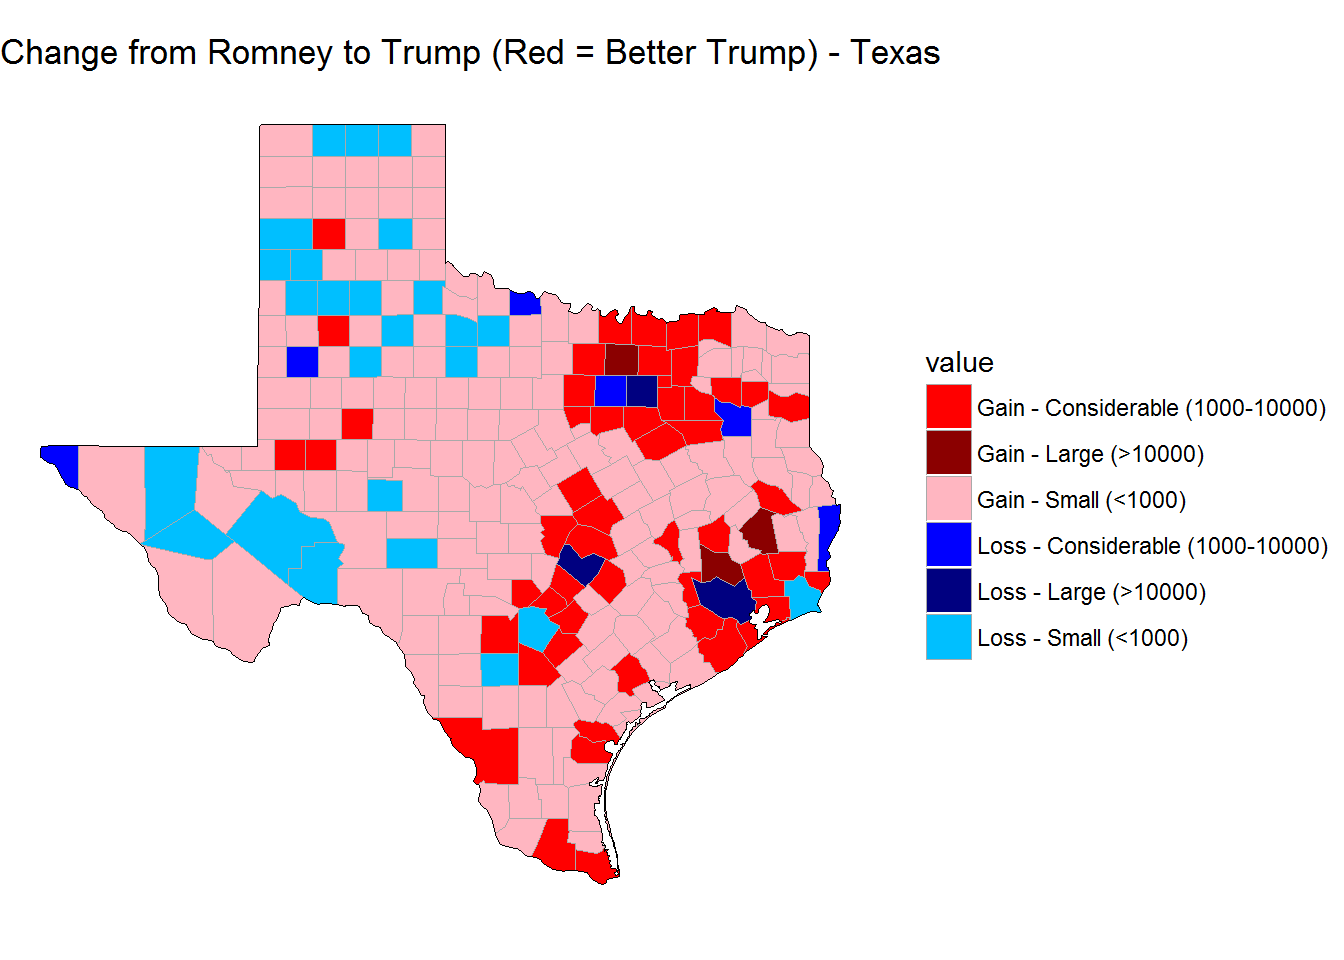 Change from Romney to Trump (Red = Better Trump) - Texas
value
Gain - Considerable (1000-10000)
Gain - Large (>10000)
Gain - Small (<1000)
Loss - Considerable (1000-10000)
Loss - Large (>10000)
Loss - Small (<1000)